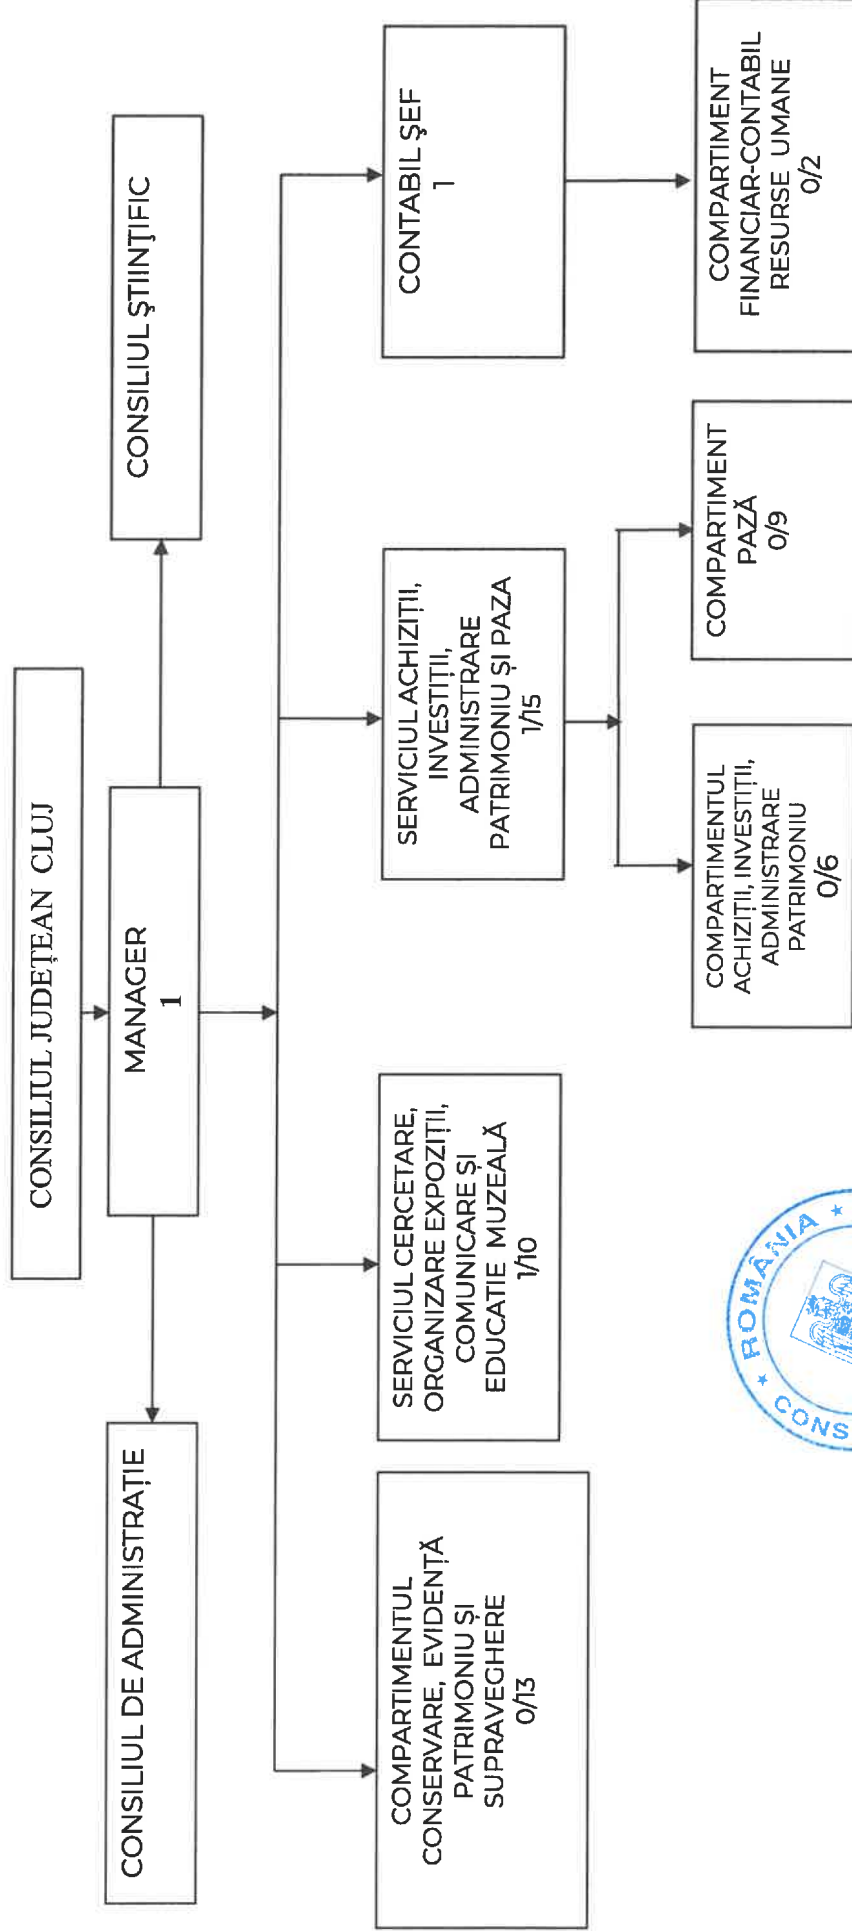 CONSILIUL JUDEȚEAN CLUJ
MANAGER
1
CONSILIUL DE ADMINISTRAȚIE
CONSILIUL ŞTIINŢIFIC
COMPARTIMENTUL
CONSERVARE, EVIDENȚĂ
PATRIMONIU ȘI
SUPRAVEGHERE
0/13
SERVICIUL CERCETARE,
ORGANIZARE EXPOZIȚII,
COMUNICARE ȘI
EDUCATIE MUZEALĂ
1/10
SERVICIUL ACHIZIȚII,
INVESTIȚII,
ADMINISTRARE
PATRIMONIU ȘI PAZA
1/15
CONTABIL ŞEF
1
COMPARTIMENTUL
ACHIZIȚII, INVESTIȚII,
ADMINISTRARE
PATRIMONIU
0/6
COMPARTIMENT
PAZĂ
0/9
COMPARTIMENT
FINANCIAR-CONTABIL
RESURSE UMANE
0/2
ROMÂNIA
CONS